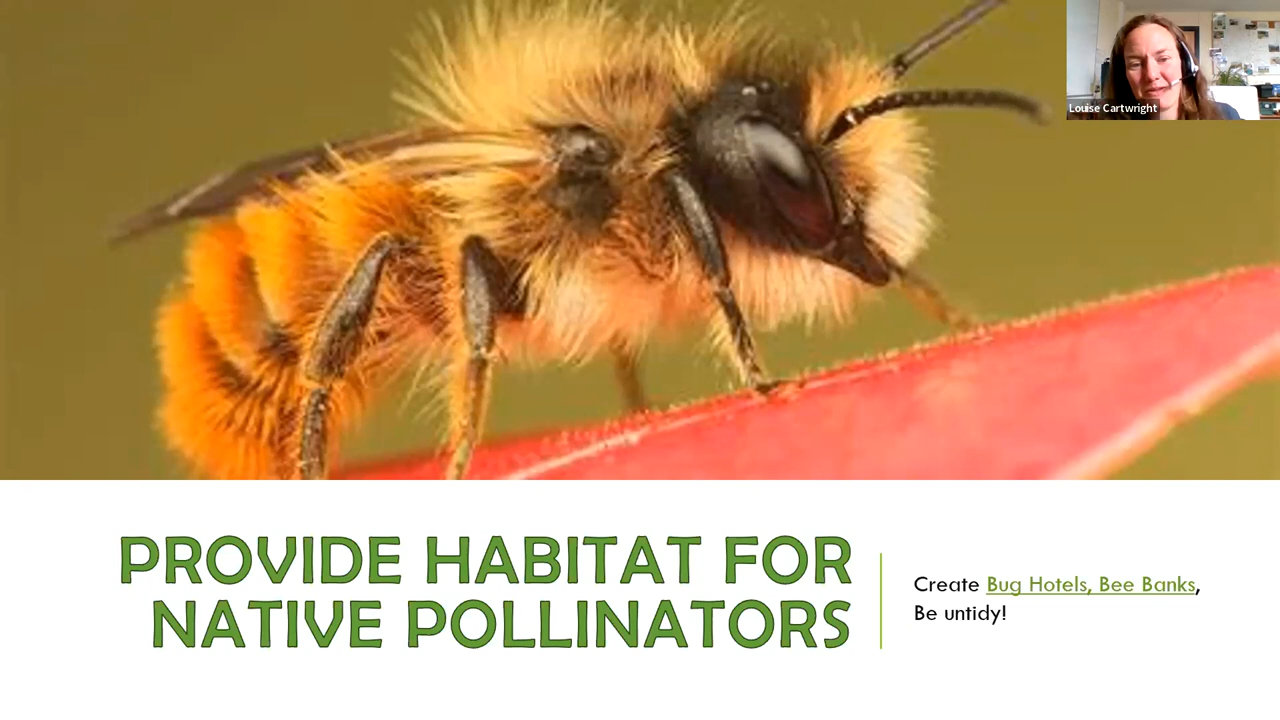 Louise Cartwright
PROVIDE HABITAT FOR
NATIVE POLLINATORS
Create Bug Hotels, Bee Banks,
Be untidy!